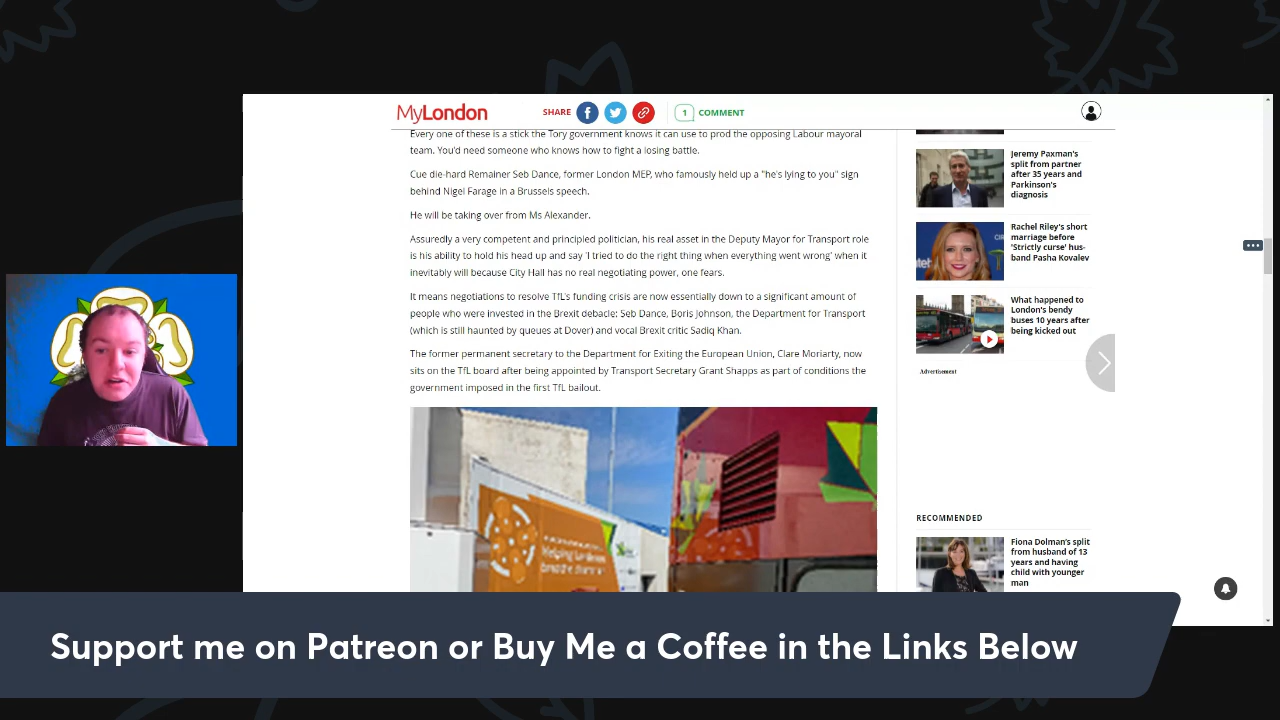 MyLondon
SHARE
1 COMMENT
Every one of these is a stick the Tory government knows it can use to prod the opposing Labour mayoral
team. You'd need someone who knows how to fight a losing battle.
Cue die-hard Remainer Seb Dance, former London MEP, who famously held up a "he's lying to you" sign
behind Nigel Farage in a Brussels speech.
He will be taking over from Ms Alexander.
Assuredly a very competent and principled politician, his real asset in the Deputy Mayor for Transport role
is his ability to hold his head up and say 'I tried to do the right thing when everything went wrong' when it
inevitably will because City Hall has no real negotiating power, one fears.
It means negotiations to resolve TfL's funding crisis are now essentially down to a significant amount of
people who were invested in the Brexit debacle: Seb Dance, Boris Johnson, the Department for Transport
(which is still haunted by queues at Dover) and vocal Brexit critic Sadiq Khan.
The former permanent secretary to the Department for Exiting the European Union, Clare Moriarty, now
sits on the TfL board after being appointed by Transport Secretary Grant Shapps as part of conditions the
government imposed in the first TfL bailout.
Jeremy Paxman's
split from partner
after 35 years and
Parkinson's
diagnosis
Rachel Riley's short
marriage before
'Strictly curse' hus-
band Pasha Kovalev
What happened to
London's bendy
buses 10 years after
being kicked out
Advertisement
RECOMMENDED
Fiona Dolman's split
from husband of 13
years and having
child with younger
man
Support me on Patreon or Buy Me a Coffee in the Links Below